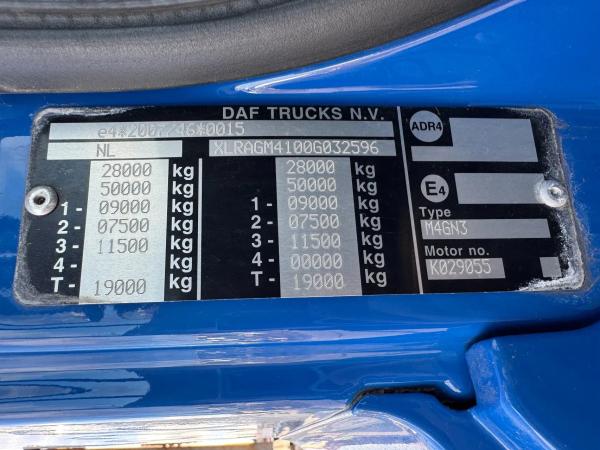 DAF TRUCKS N.V.
e4*2007/46*0015
NL XLRAGM4100G032596
28000 kg 28000 kg
50000 kg 50000 kg
1 - 09000 kg 1 - 09000 kg
2 - 07500 kg 2 - 07500 kg
3 - 11500 kg 3 - 11500 kg
4 - kg 4 - 00000 kg
T - 19000 kg T - 19000 kg
ADR4
E4
Type
M4GN3
Motor no.
K029055